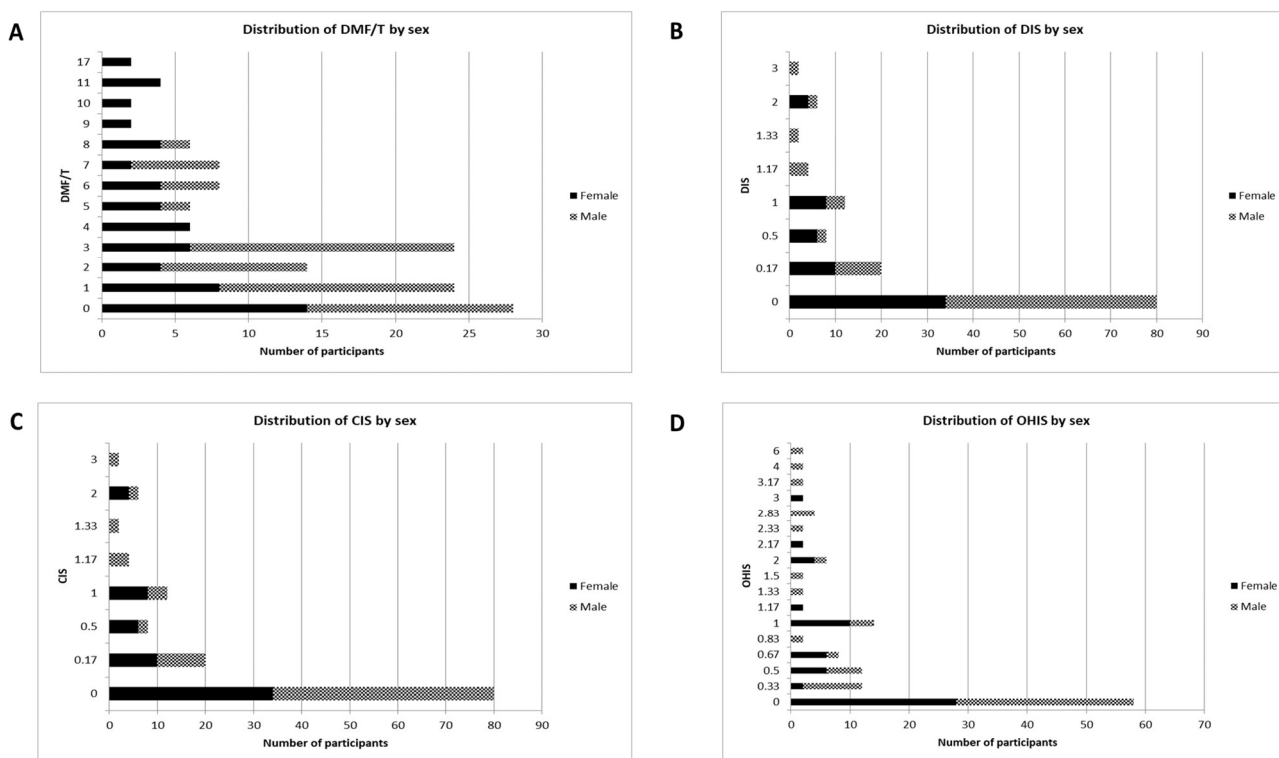 A
Distribution of DMF/T by sex
DMF/T
17
11
10
9
8
7
6
5
4
3
2
1
0
0 5 10 15 20 25 30
Number of participants
Female
Male
B
Distribution of DIS by sex
DIS
3
2
1.33
1.17
1
0.5
0.17
0
0 10 20 30 40 50 60 70 80 90
Number of participants
Female
Male
C
Distribution of CIS by sex
CIS
3
2
1.33
1.17
1
0.5
0.17
0
0 10 20 30 40 50 60 70 80 90
Number of participants
Female
Male
D
Distribution of OHIS by sex
OHIS
6
4
3.17
3
2.83
2.33
2.17
2
1.5
1.33
1.17
1
0.83
0.67
0.5
0.33
0
0 10 20 30 40 50 60 70
Number of participants
Female
Male